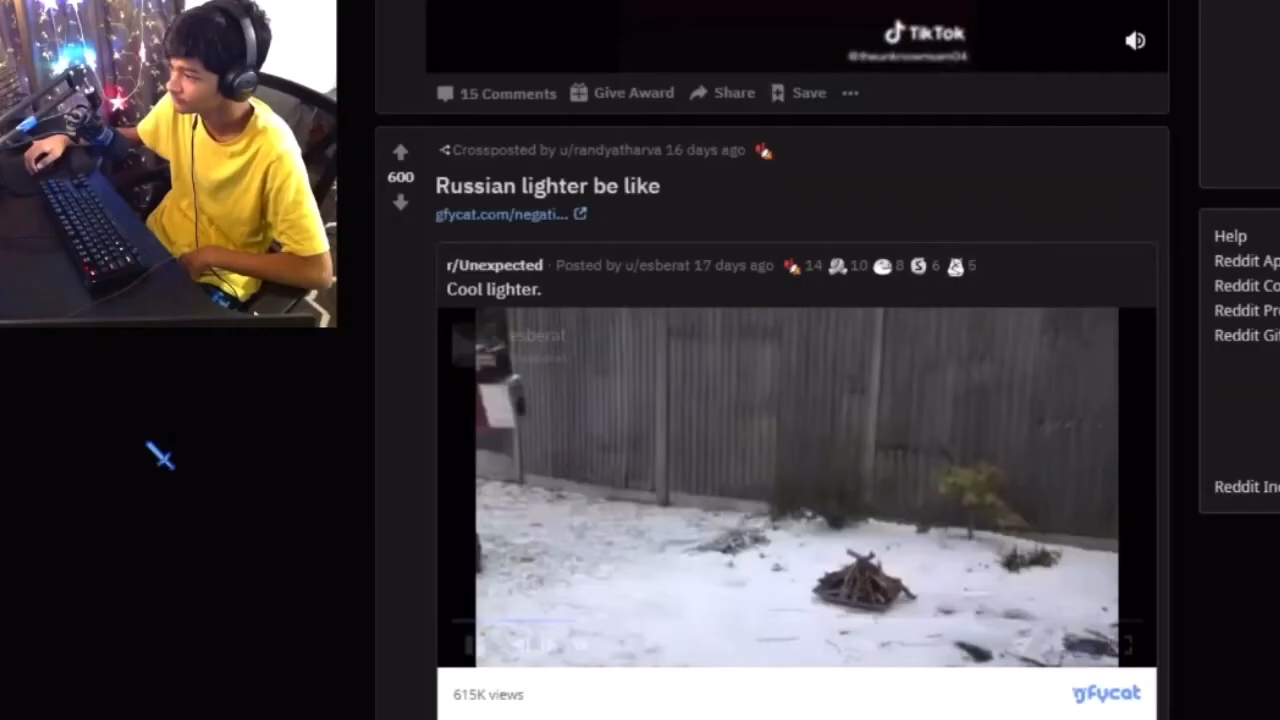 TikTok
15 Comments Give Award Share Save
Crossposted by u/randyatharva 16 days ago
600
Russian lighter be like
gfycat.com/negati...
r/Unexpected · Posted by u/esberat 17 days ago 14 10 8 6 5
Cool lighter.
esberat
615K views
gfycat
Help
Reddit Ap
Reddit Co
Reddit Pr
Reddit Gi
Reddit In